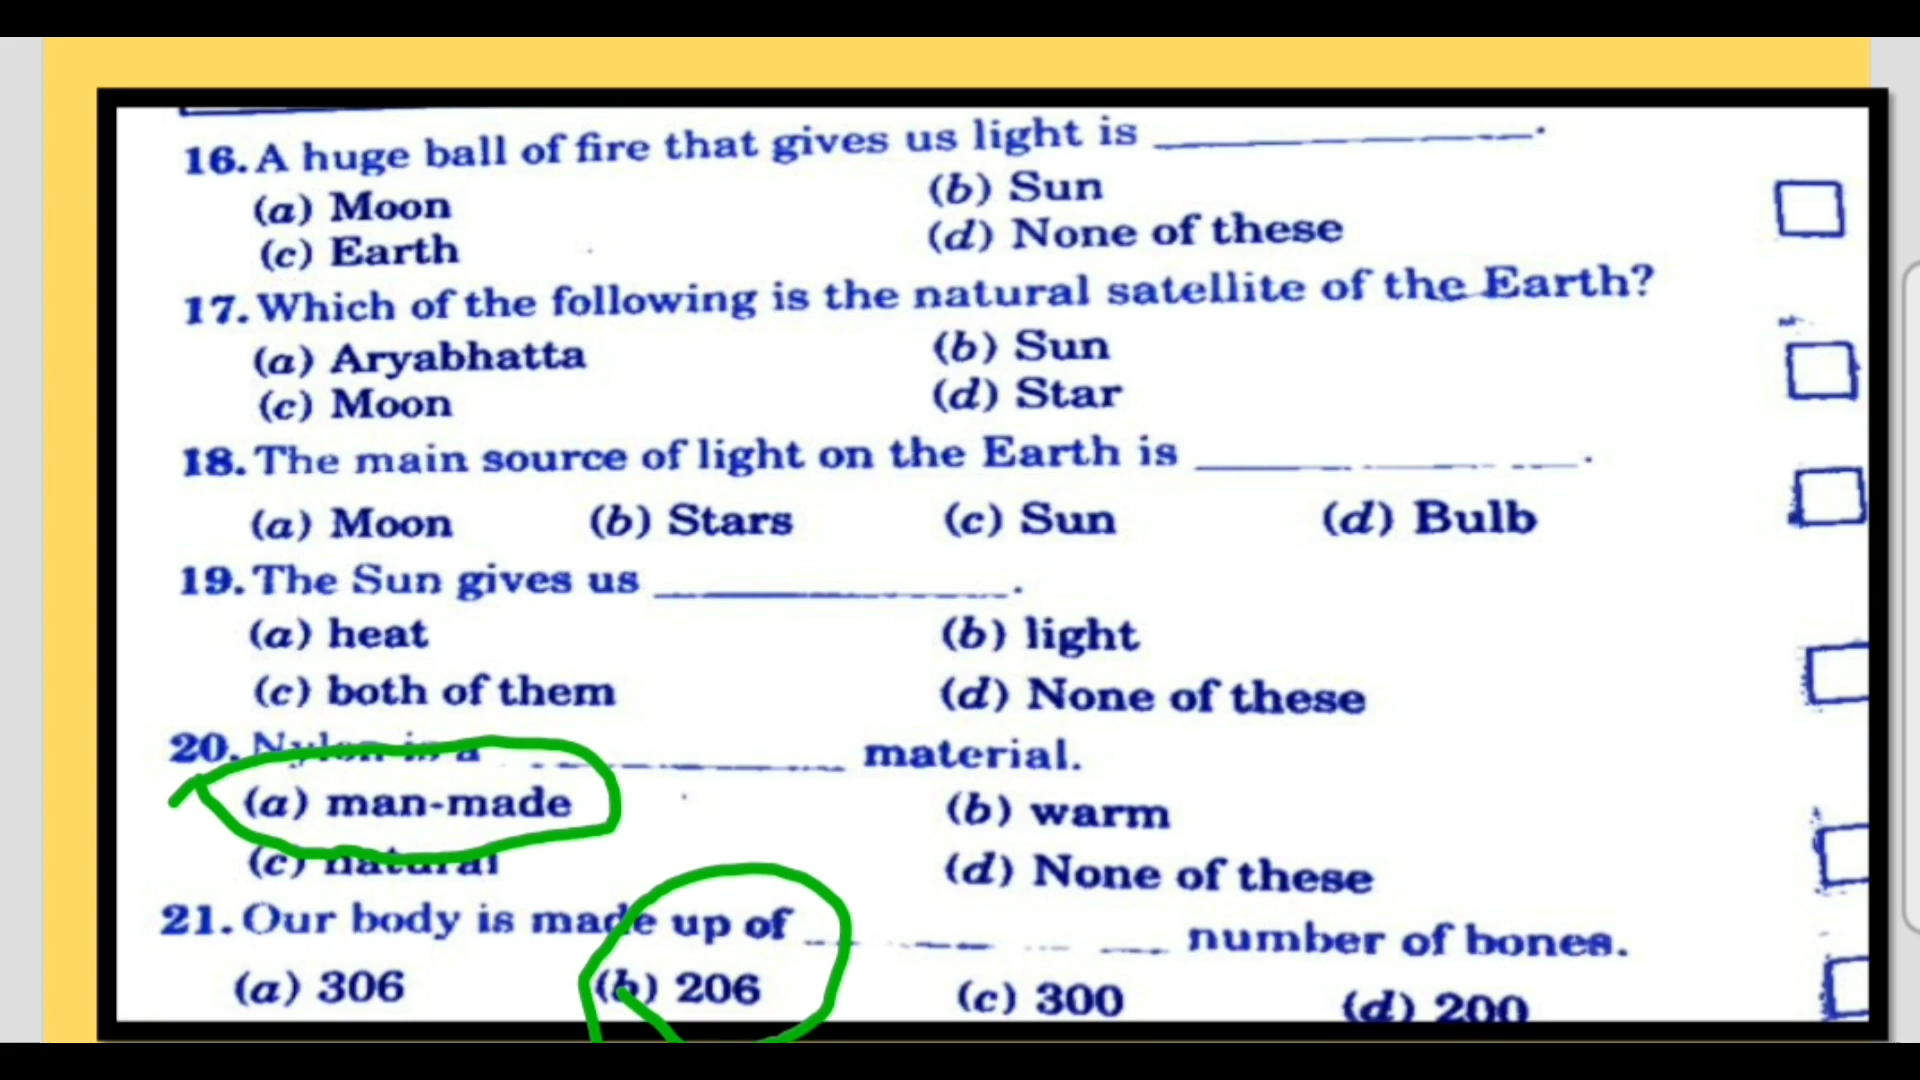 16. A huge ball of fire that gives us light is ____________.
(a) Moon (b) Sun
(c) Earth (d) None of these
17. Which of the following is the natural satellite of the Earth?
(a) Aryabhatta (b) Sun
(c) Moon (d) Star
18. The main source of light on the Earth is ____________.
(a) Moon (b) Stars (c) Sun (d) Bulb
19. The Sun gives us ____________.
(a) heat (b) light
(c) both of them (d) None of these
20. Nylon is a ____________ material.
(a) man-made (b) warm
(c) natural (d) None of these
21. Our body is made up of ____________ number of bones.
(a) 306 (b) 206 (c) 300 (d) 200